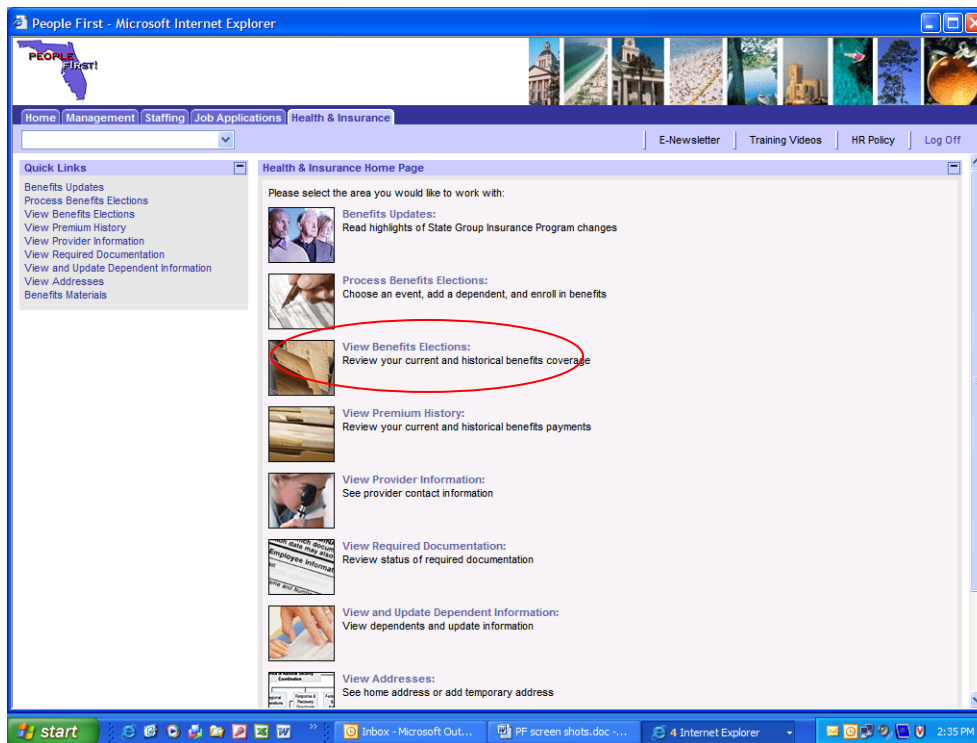 People First - Microsoft Internet Explorer
PEOPLE
FIRST!
Home Management Staffing Job Applications Health & Insurance
E-Newsletter Training Videos HR Policy Log Off
Quick Links
Benefits Updates
Process Benefits Elections
View Benefits Elections
View Premium History
View Provider Information
View Required Documentation
View and Update Dependent Information
View Addresses
Benefits Materials
Health & Insurance Home Page
Please select the area you would like to work with:
Benefits Updates:
Read highlights of State Group Insurance Program changes
Process Benefits Elections:
Choose an event, add a dependent, and enroll in benefits
View Benefits Elections:
Review your current and historical benefits coverage
View Premium History:
Review your current and historical benefits payments
View Provider Information:
See provider contact information
View Required Documentation:
Review status of required documentation
date may also
Employee Informat
View and Update Dependent Information:
View dependents and update information
View Addresses:
See home address or add temporary address
Coordination
Response &
Recovery
start Inbox - Microsoft Out... PF screen shots.doc -... 4 Internet Explorer 2:35 PM